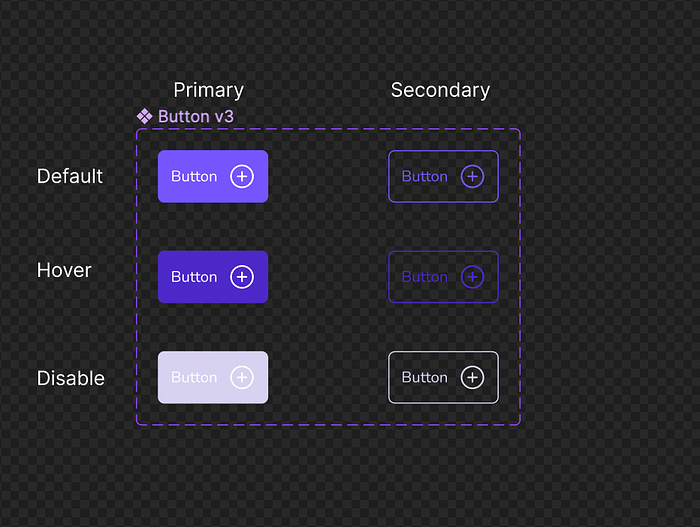 Primary Secondary
Button v3
Default Button Button
Hover Button Button
Disable Button Button